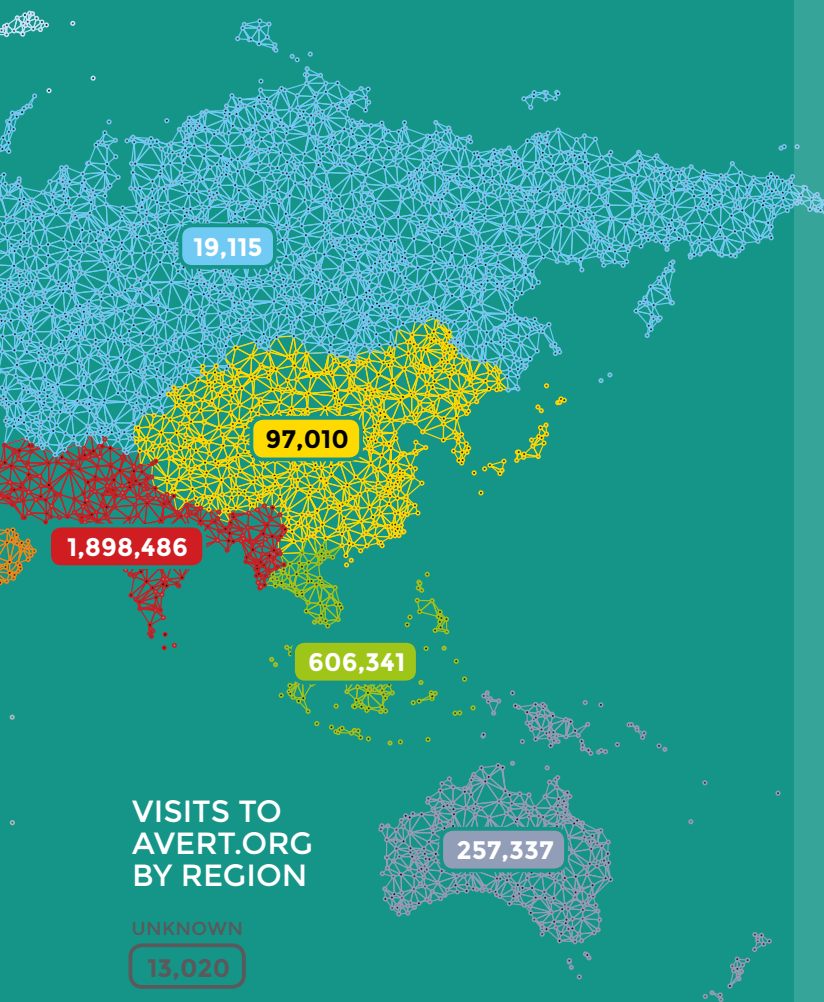 19,115
97,010
1,898,486
606,341
257,337
VISITS TO
AVERT.ORG
BY REGION
UNKNOWN
13,020